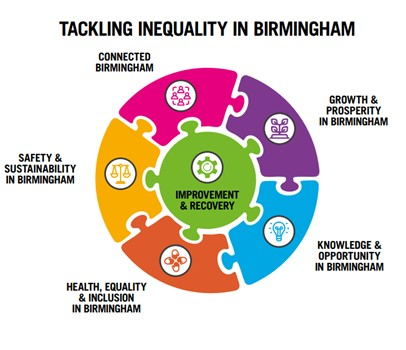 TACKLING INEQUALITY IN BIRMINGHAM
CONNECTED
BIRMINGHAM
GROWTH &
PROSPERITY
IN BIRMINGHAM
SAFETY &
SUSTAINABILITY
IN BIRMINGHAM
IMPROVEMENT
& RECOVERY
KNOWLEDGE &
OPPORTUNITY
IN BIRMINGHAM
HEALTH, EQUALITY
& INCLUSION
IN BIRMINGHAM